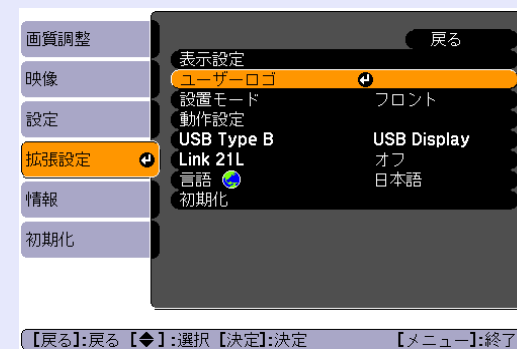 画質調整
映像
設定
拡張設定
情報
初期化
戻る
表示設定
ユーザーロゴ
設置モード フロント
動作設定
USB Type B USB Display
Link 21L オフ
言語 日本語
初期化
【戻る】:戻る 【◆】:選択 【決定】:決定 【メニュー】:終了